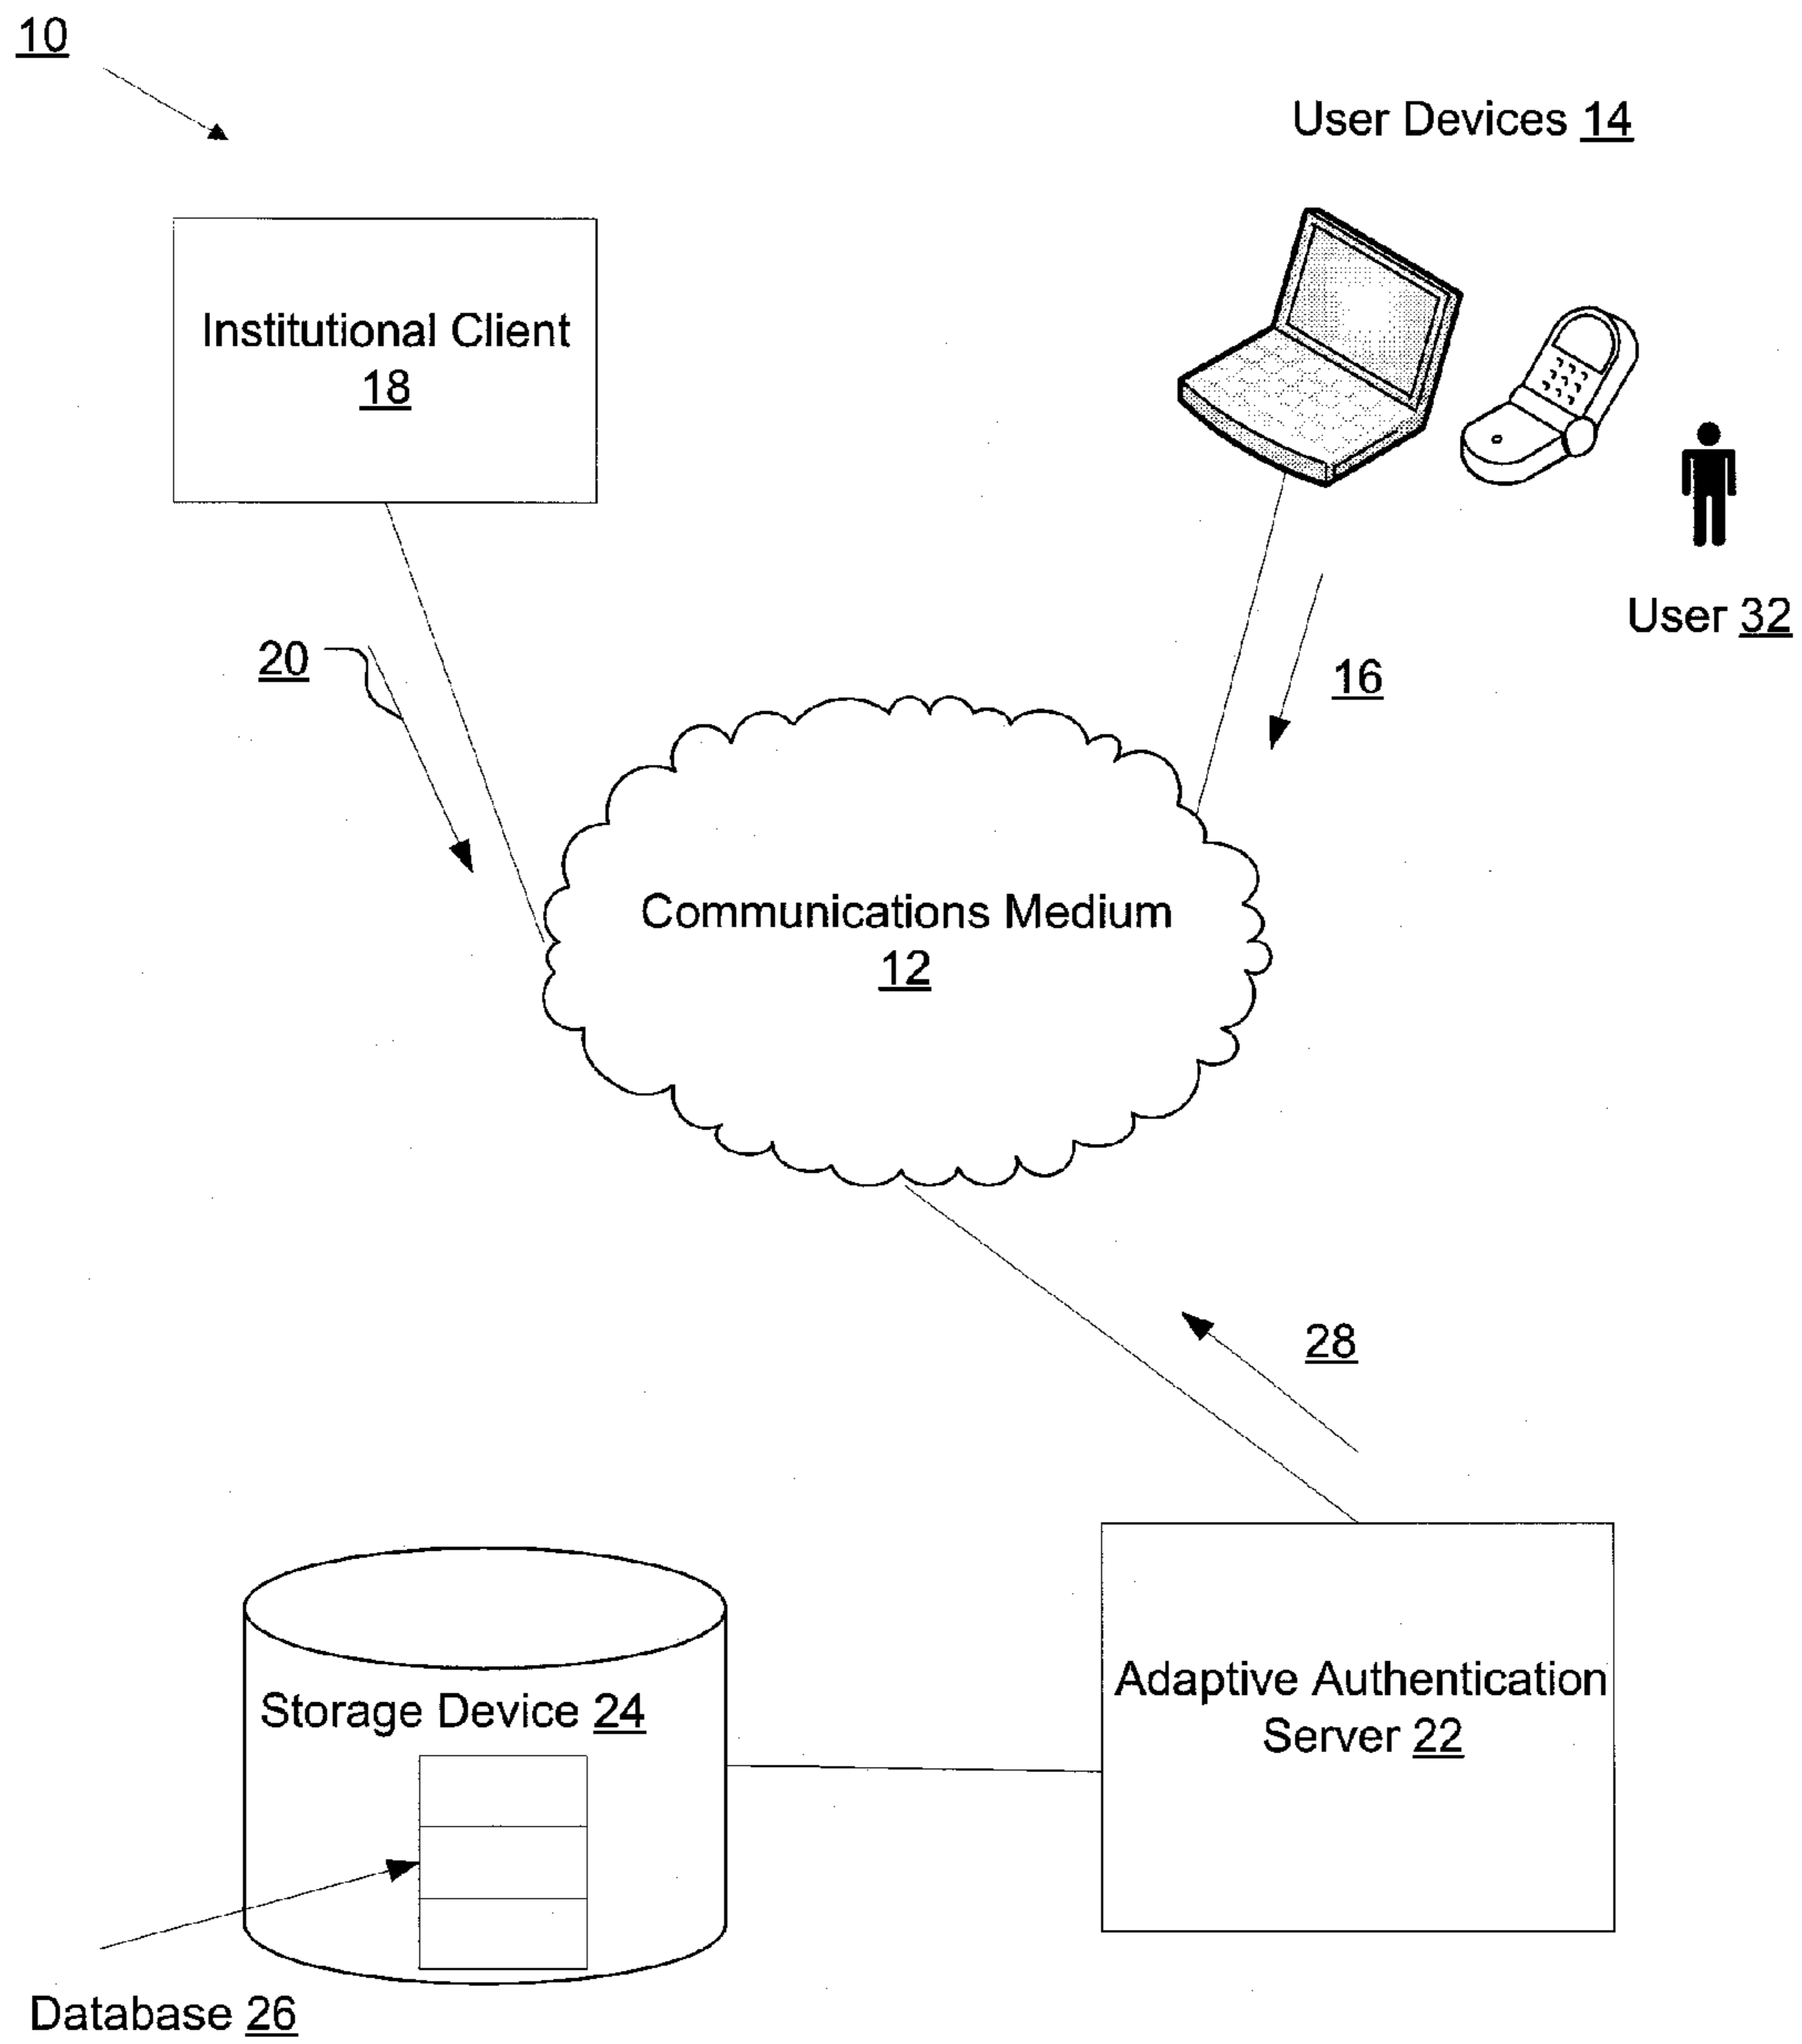 10
User Devices 14
Institutional Client
18
User 32
20
16
Communications Medium
12
28
Adaptive Authentication
Server 22
Storage Device 24
Database 26